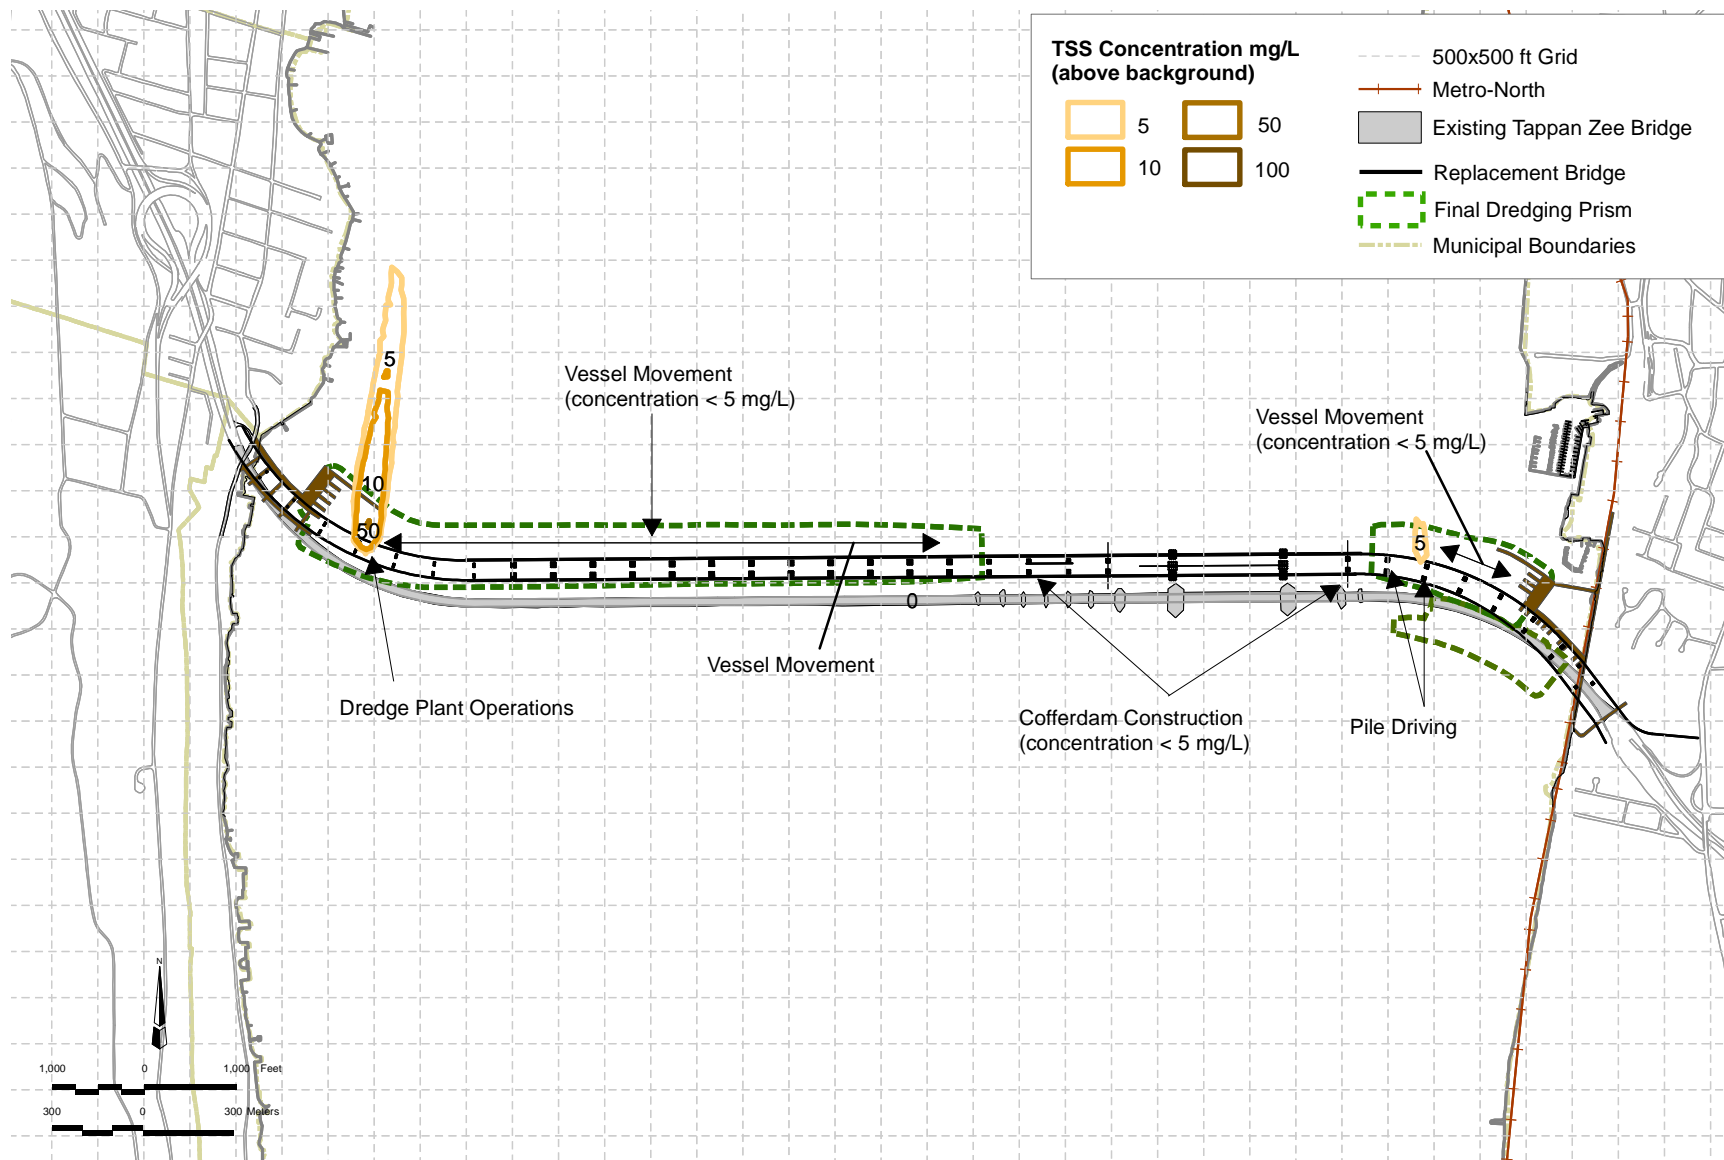 TSS Concentration mg/L
(above background)
5
50
10
100
500x500 ft Grid
Metro-North
Existing Tappan Zee Bridge
Replacement Bridge
Final Dredging Prism
Municipal Boundaries
5
10
50
Vessel Movement
(concentration < 5 mg/L)
Vessel Movement
(concentration < 5 mg/L)
5
0
Vessel Movement
Dredge Plant Operations
Cofferdam Construction
(concentration < 5 mg/L)
Pile Driving
N
1,000 0 1,000 Feet
300 0 300 Meters